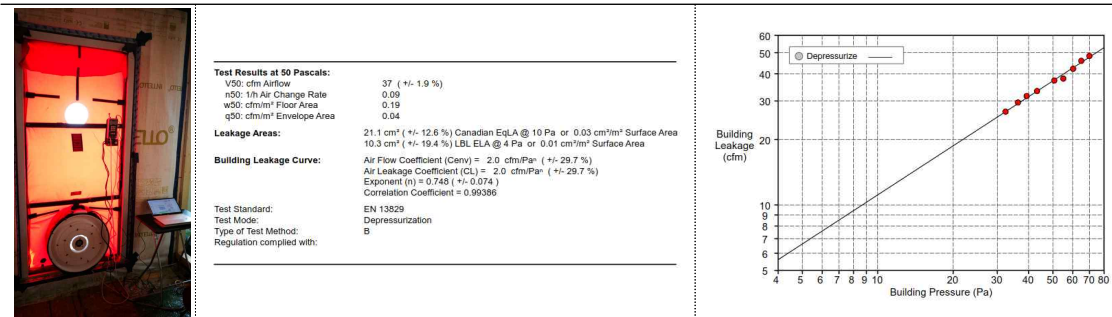 ELLO®
Test Results at 50 Pascals:
V50: cfm Airflow 37 ( +/- 1.9 %)
n50: 1/h Air Change Rate 0.09
w50: cfm/m² Floor Area 0.19
q50: cfm/m² Envelope Area 0.04
Leakage Areas: 21.1 cm² ( +/- 12.6 %) Canadian EqLA @ 10 Pa or 0.03 cm²/m² Surface Area
10.3 cm² ( +/- 19.4 %) LBL ELA @ 4 Pa or 0.01 cm²/m² Surface Area
Building Leakage Curve: Air Flow Coefficient (Cenv) = 2.0 cfm/Paⁿ ( +/- 29.7 %)
Air Leakage Coefficient (CL) = 2.0 cfm/Paⁿ ( +/- 29.7 %)
Exponent (n) = 0.748 ( +/- 0.074 )
Correlation Coefficient = 0.99386
Test Standard: EN 13829
Test Mode: Depressurization
Type of Test Method: B
Regulation complied with:
Depressurize
60
50
40
30
20
10
9
8
7
6
5
Building
Leakage
(cfm)
4 5 6 7 8 9 10 20 30 40 50 60 70 80
Building Pressure (Pa)